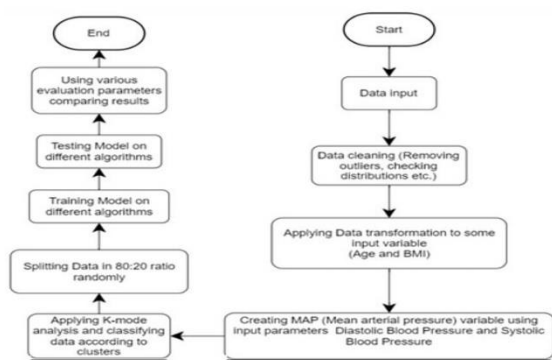 Start
Data input
Data cleaning (Removing
outliers, checking
distributions etc.)
Applying Data transformation to some
input variable
(Age and BMI)
Creating MAP (Mean arterial pressure) variable using
input parameters Diastolic Blood Pressure and Systolic
Blood Pressure
Applying K-mode
analysis and classifying
data according to
clusters
Splitting Data in 80:20 ratio
randomly
Training Model on
different algorithms
Testing Model on
different algorithms
Using various
evaluation parameters
comparing results
End